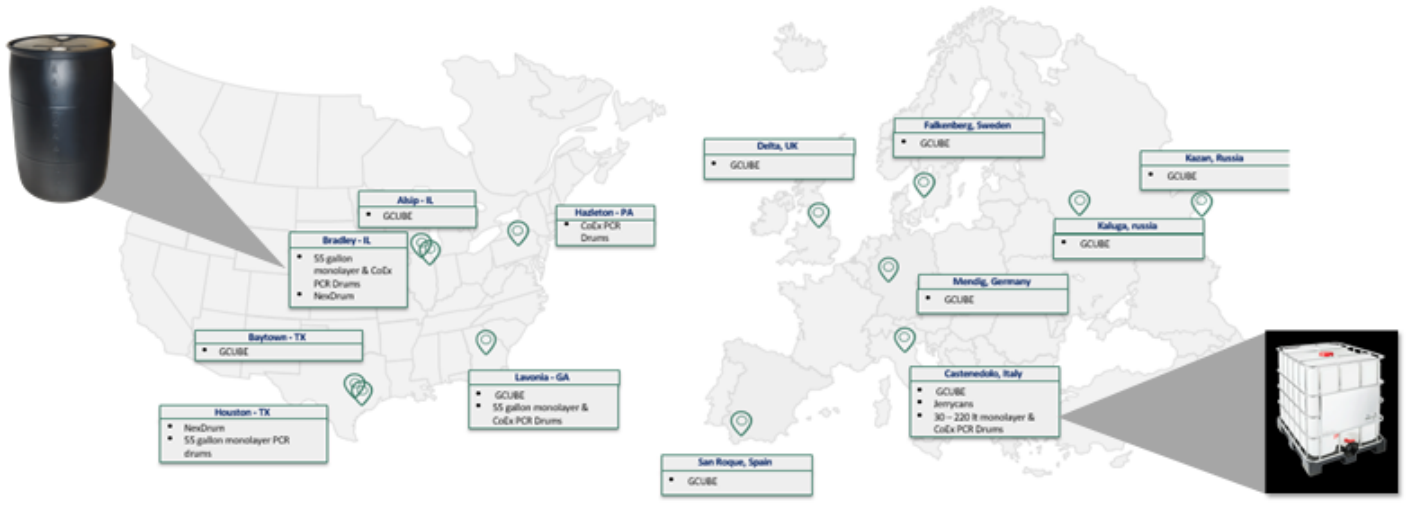 Alsip - IL
▪ GCUBE
Bradley - IL
▪ 55 gallon
monolayer & CoEx
PCR Drums
▪ NexDrum
Hazleton - PA
▪ CoEx PCR
Drums
Baytown - TX
▪ GCUBE
Houston - TX
▪ NexDrum
▪ 55 gallon monolayer PCR
drums
Lavonia - GA
▪ GCUBE
▪ 55 gallon monolayer &
CoEx PCR Drums
Delta, UK
▪ GCUBE
Falkenberg, Sweden
▪ GCUBE
Kazan, Russia
▪ GCUBE
Kaluga, russia
▪ GCUBE
Mendig, Germany
▪ GCUBE
Castenedolo, Italy
▪ GCUBE
▪ Jerrycans
▪ 30 – 220 lt monolayer &
CoEx PCR Drums
San Roque, Spain
▪ GCUBE